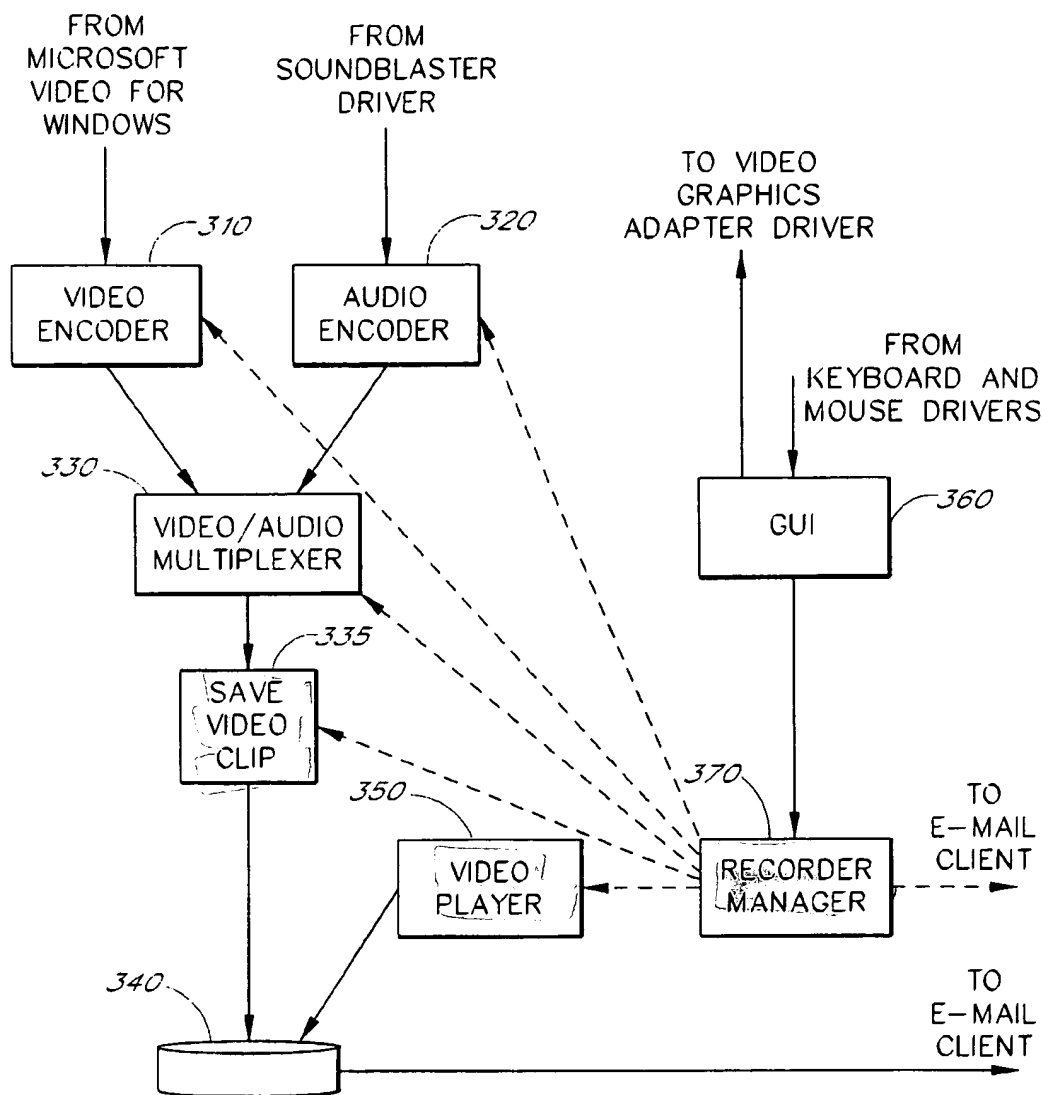 FROM
MICROSOFT
VIDEO FOR
WINDOWS
FROM
SOUNDBLASTER
DRIVER
TO VIDEO
GRAPHICS
ADAPTER DRIVER
FROM
KEYBOARD AND
MOUSE DRIVERS
310
VIDEO
ENCODER
320
AUDIO
ENCODER
330
VIDEO/AUDIO
MULTIPLEXER
360
GUI
335
SAVE
VIDEO
CLIP
350
VIDEO
PLAYER
370
RECORDER
MANAGER
TO
E-MAIL
CLIENT
340
TO
E-MAIL
CLIENT